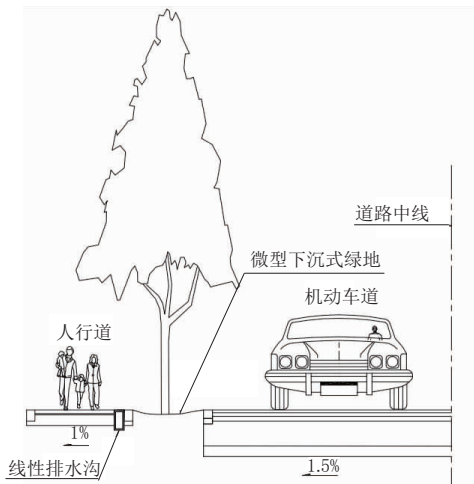 道路中线
微型下沉式绿地
机动车道
人行道
1%
线性排水沟
1.5%